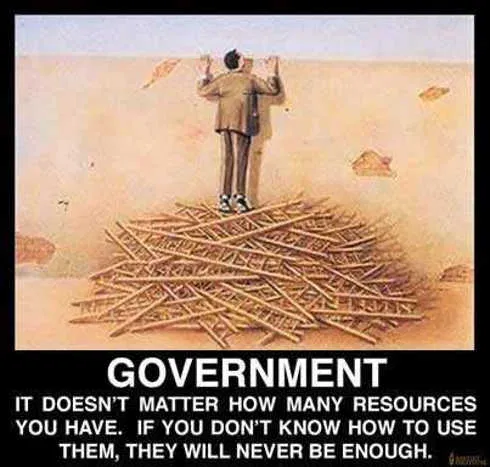 GOVERNMENT
IT DOESN'T MATTER HOW MANY RESOURCES
YOU HAVE.  IF YOU DON'T KNOW HOW TO USE
THEM, THEY WILL NEVER BE ENOUGH.